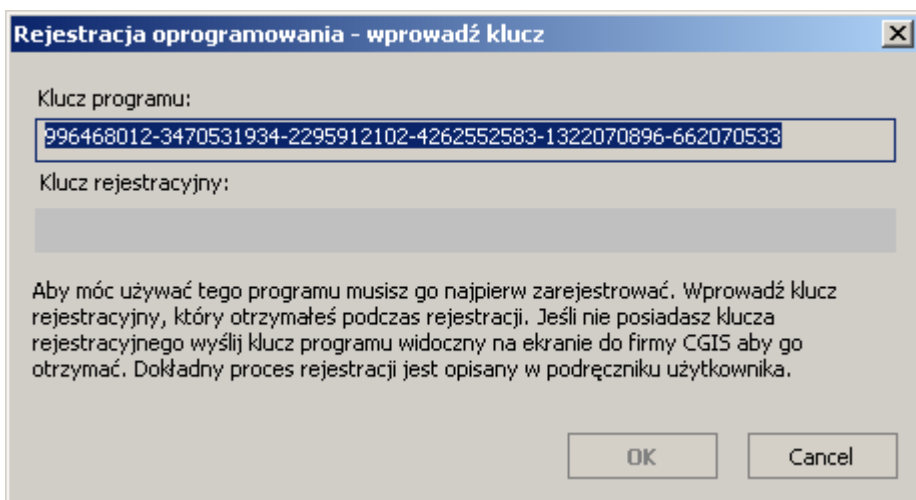 Rejestracja oprogramowania - wprowadź klucz
Klucz programu:
996468012-3470531934-2295912102-4262552583-1322070896-662070533
Klucz rejestracyjny:
Aby móc używać tego programu musisz go najpierw zarejestrować. Wprowadź klucz
rejestracyjny, który otrzymałeś podczas rejestracji. Jeśli nie posiadasz klucza
rejestracyjnego wyślij klucz programu widoczny na ekranie do firmy CGIS aby go
otrzymać. Dokładny proces rejestracji jest opisany w podręczniku użytkownika.
OK
Cancel